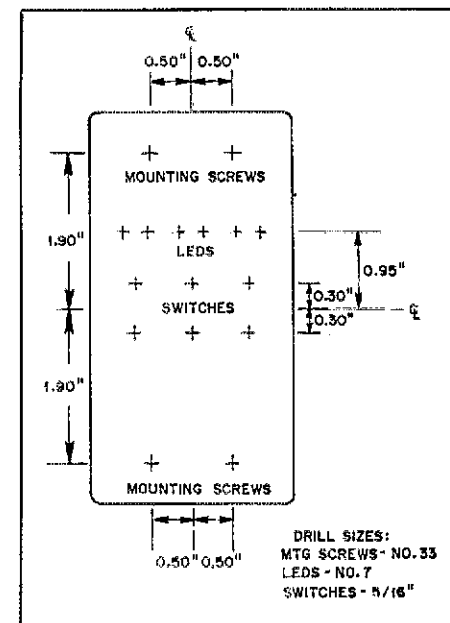 ℄
0.50" 0.50"
MOUNTING SCREWS
1.90"
LEDS
0.95"
0.30"
SWITCHES
℄
0.30"
1.90"
MOUNTING SCREWS
0.50" 0.50"
DRILL SIZES:
MTG SCREWS - NO.33
LEDS - NO.7
SWITCHES - 5/16"